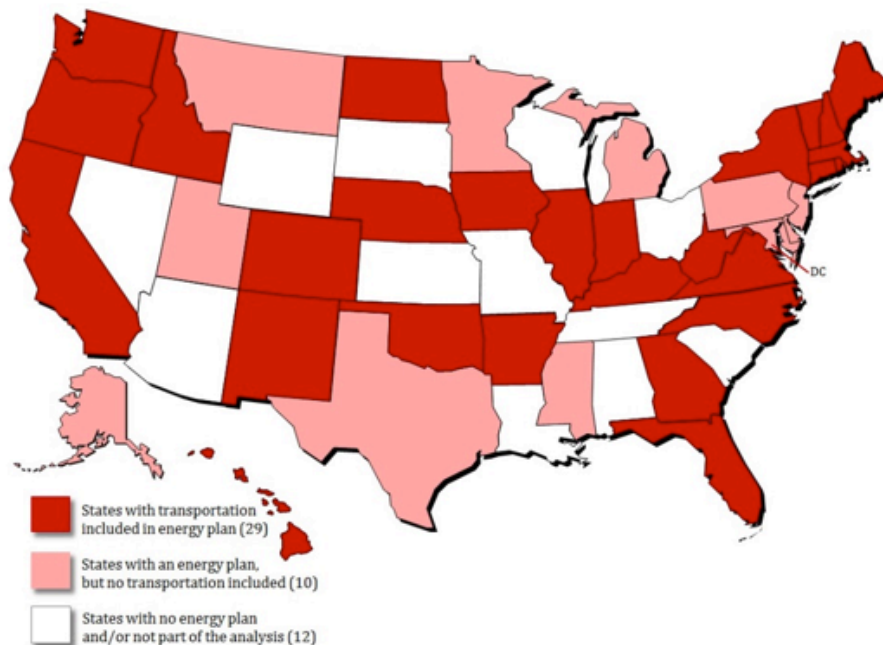 DC
States with transportation
included in energy plan (29)
States with an energy plan,
but no transportation included (10)
States with no energy plan
and/or not part of the analysis (12)